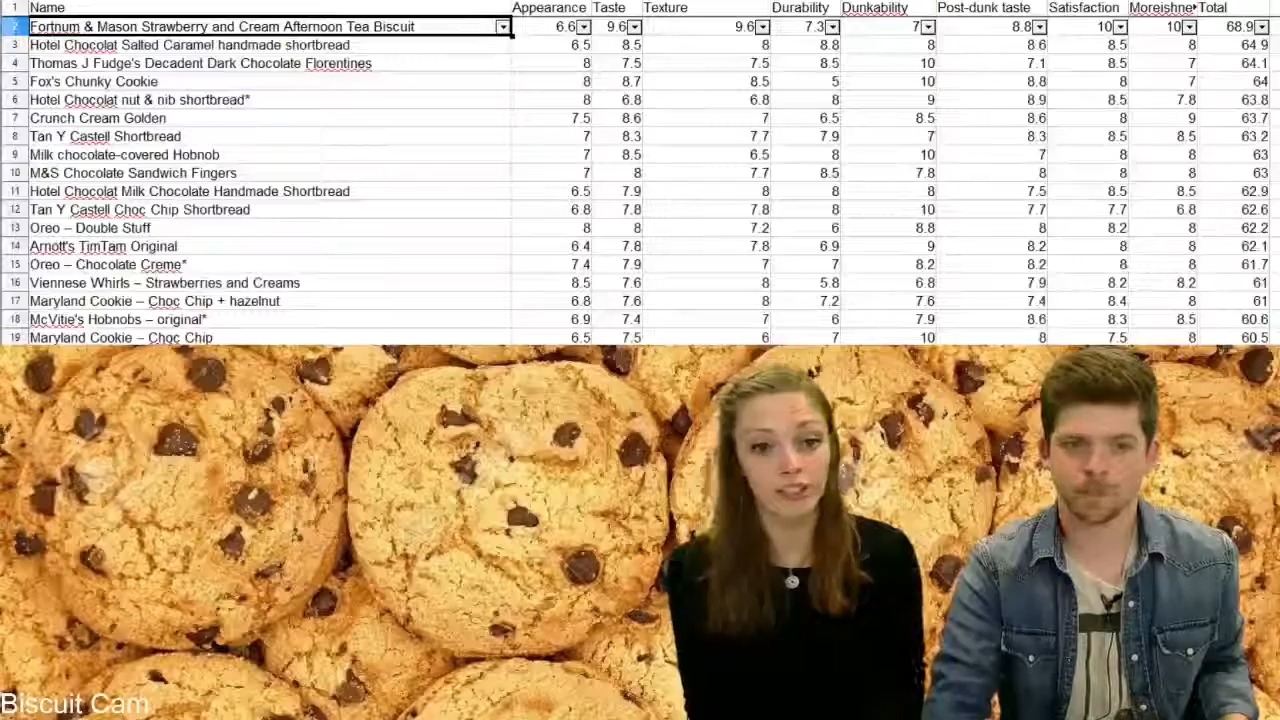 1 Name Appearance Taste Texture Durability Dunkability Post-dunk taste Satisfaction Moreishne Total
2 Fortnum & Mason Strawberry and Cream Afternoon Tea Biscuit 6.6 9.6 9.6 7.3 7 8.8 10 10 68.9
3 Hotel Chocolat Salted Caramel handmade shortbread 6.5 8.5 8 8.8 8 8.6 8.5 8 64.9
4 Thomas J Fudge's Decadent Dark Chocolate Florentines 8 7.5 7.5 8.5 10 7.1 8.5 7 64.1
5 Fox's Chunky Cookie 8 8.7 8.5 5 10 8.8 8 7 64
6 Hotel Chocolat nut & nib shortbread* 8 6.8 6.8 8 9 8.9 8.5 7.8 63.8
7 Crunch Cream Golden 7.5 8.6 7 6.5 8.5 8.6 8 9 63.7
8 Tan Y Castell Shortbread 7 8.3 7.7 7.9 7 8.3 8.5 8.5 63.2
9 Milk chocolate-covered Hobnob 7 8.5 6.5 8 10 7 8 8 63
10 M&S Chocolate Sandwich Fingers 7 8 7.7 8.5 7.8 8 8 8 63
11 Hotel Chocolat Milk Chocolate Handmade Shortbread 6.5 7.9 8 8 8 7.5 8.5 8.5 62.9
12 Tan Y Castell Choc Chip Shortbread 6.8 7.8 7.8 8 10 7.7 7.7 6.8 62.6
13 Oreo – Double Stuff 8 8 7.2 6 8.8 8 8.2 8 62.2
14 Arnott's TimTam Original 6.4 7.8 7.8 6.9 9 8.2 8 8 62.1
15 Oreo – Chocolate Creme* 7.4 7.9 7 7 8.2 8.2 8 8 61.7
16 Viennese Whirls – Strawberries and Creams 8.5 7.6 8 5.8 6.8 7.9 8.2 8.2 61
17 Maryland Cookie – Choc Chip + hazelnut 6.8 7.6 8 7.2 7.6 7.4 8.4 8 61
18 McVitie's Hobnobs – original* 6.9 7.4 7 6 7.9 8.6 8.3 8.5 60.6
19 Maryland Cookie – Choc Chip 6.5 7.5 6 7 10 8 7.5 8 60.5
Biscuit Cam